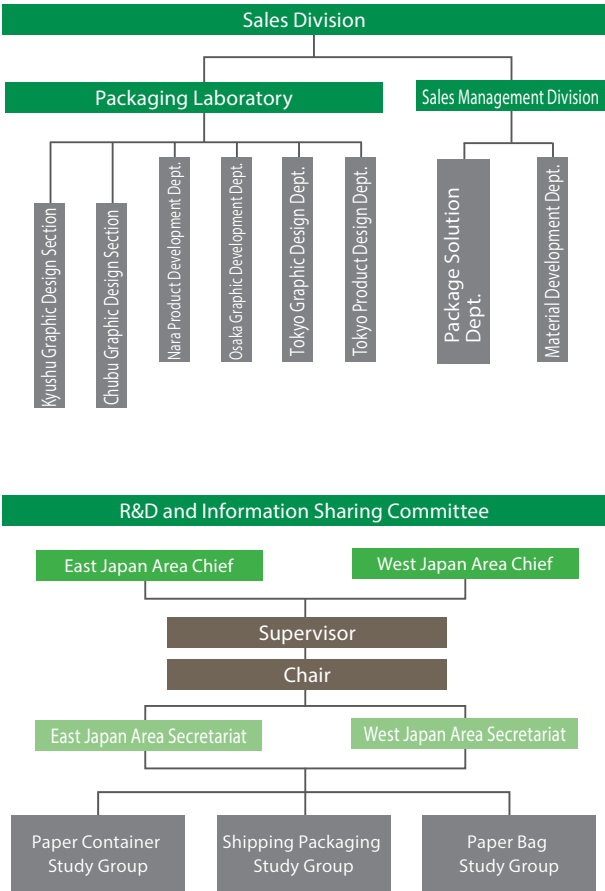 Sales Division
Packaging Laboratory
Sales Management Division
Kyushu Graphic Design Section
Chubu Graphic Design Section
Nara Product Development Dept.
Osaka Graphic Development Dept.
Tokyo Graphic Design Dept.
Tokyo Product Design Dept.
Package Solution
Dept.
Material Development Dept.
R&D and Information Sharing Committee
East Japan Area Chief
West Japan Area Chief
Supervisor
Chair
East Japan Area Secretariat
West Japan Area Secretariat
Paper Container
Study Group
Shipping Packaging
Study Group
Paper Bag
Study Group